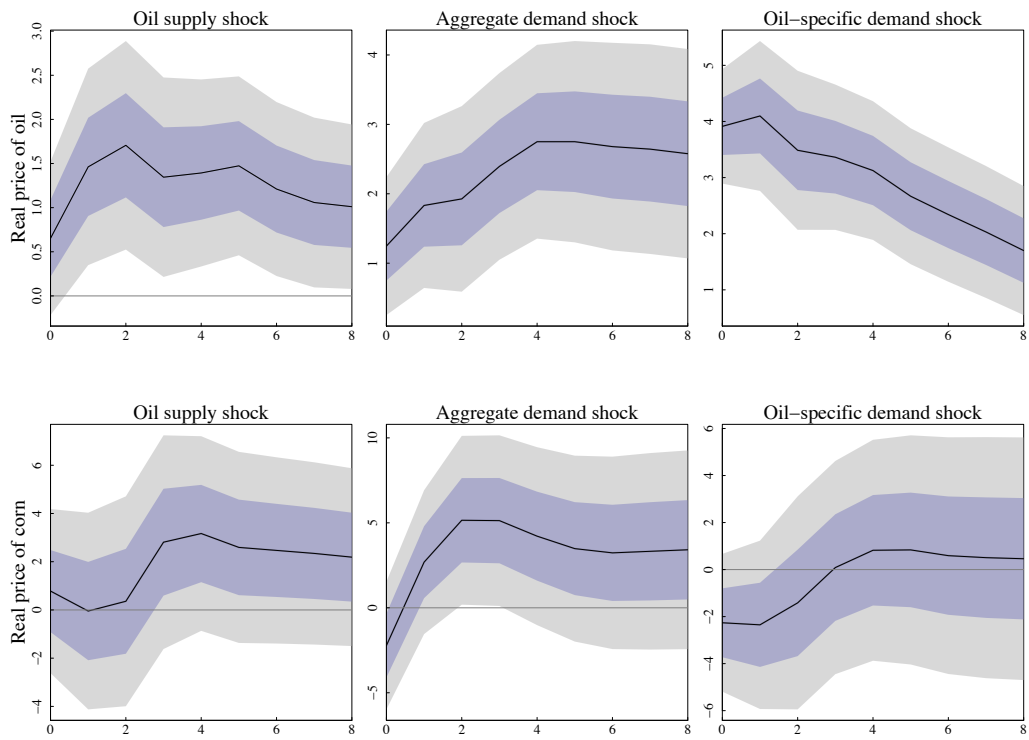 Oil supply shock
Aggregate demand shock
Oil−specific demand shock
Real price of oil
3.0
2.5
2.0
1.5
1.0
0.5
0.0
4
3
2
1
5
4
3
2
1
0 2 4 6 8
0 2 4 6 8
0 2 4 6 8
Oil supply shock
Aggregate demand shock
Oil−specific demand shock
Real price of corn
6
4
2
0
−2
−4
10
5
0
−5
6
4
2
0
−2
−4
−6
0 2 4 6 8
0 2 4 6 8
0 2 4 6 8